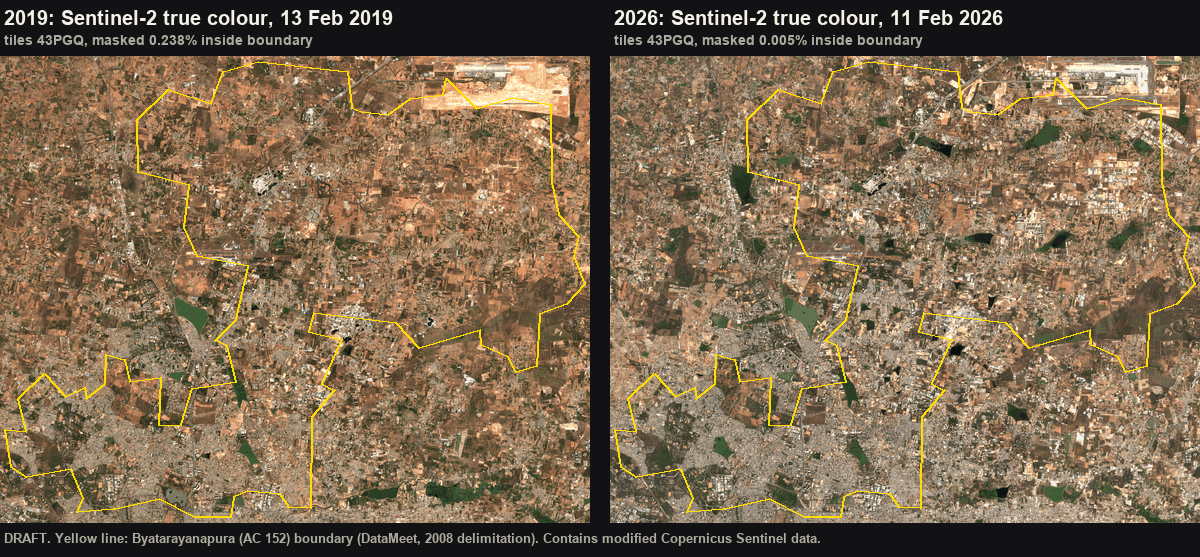 2019: Sentinel-2 true colour, 13 Feb 2019
tiles 43PGQ, masked 0.238% inside boundary
2026: Sentinel-2 true colour, 11 Feb 2026
tiles 43PGQ, masked 0.005% inside boundary
DRAFT. Yellow line: Byatarayanapura (AC 152) boundary (DataMeet, 2008 delimitation). Contains modified Copernicus Sentinel data.